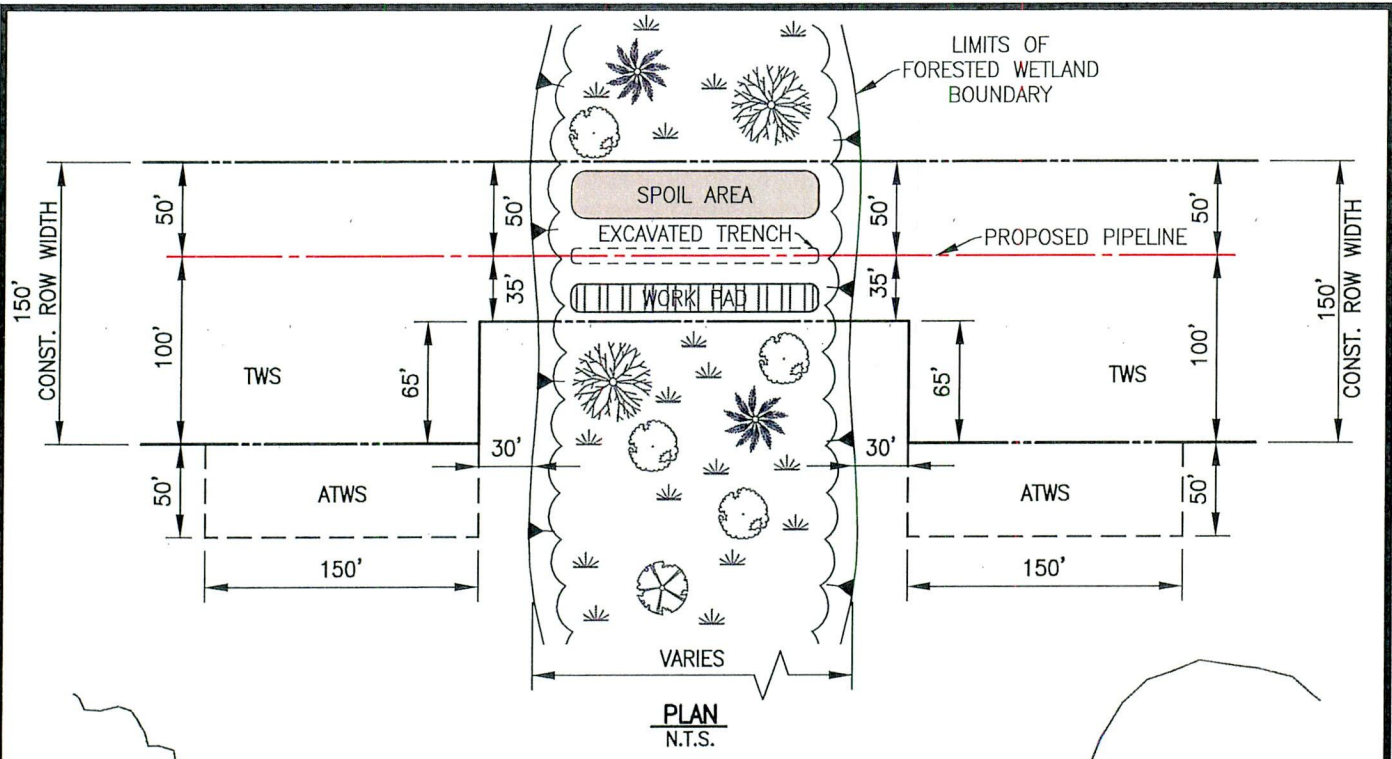 LIMITS OF
FORESTED WETLAND
BOUNDARY
150'
CONST. ROW WIDTH
50'
50'
SPOIL AREA
50'
50'
150'
CONST. ROW WIDTH
EXCAVATED TRENCH
PROPOSED PIPELINE
100'
35'
WORK PAD
35'
100'
TWS
65'
65'
TWS
30'
30'
50'
ATWS
ATWS
50'
150'
150'
VARIES
PLAN
N.T.S.